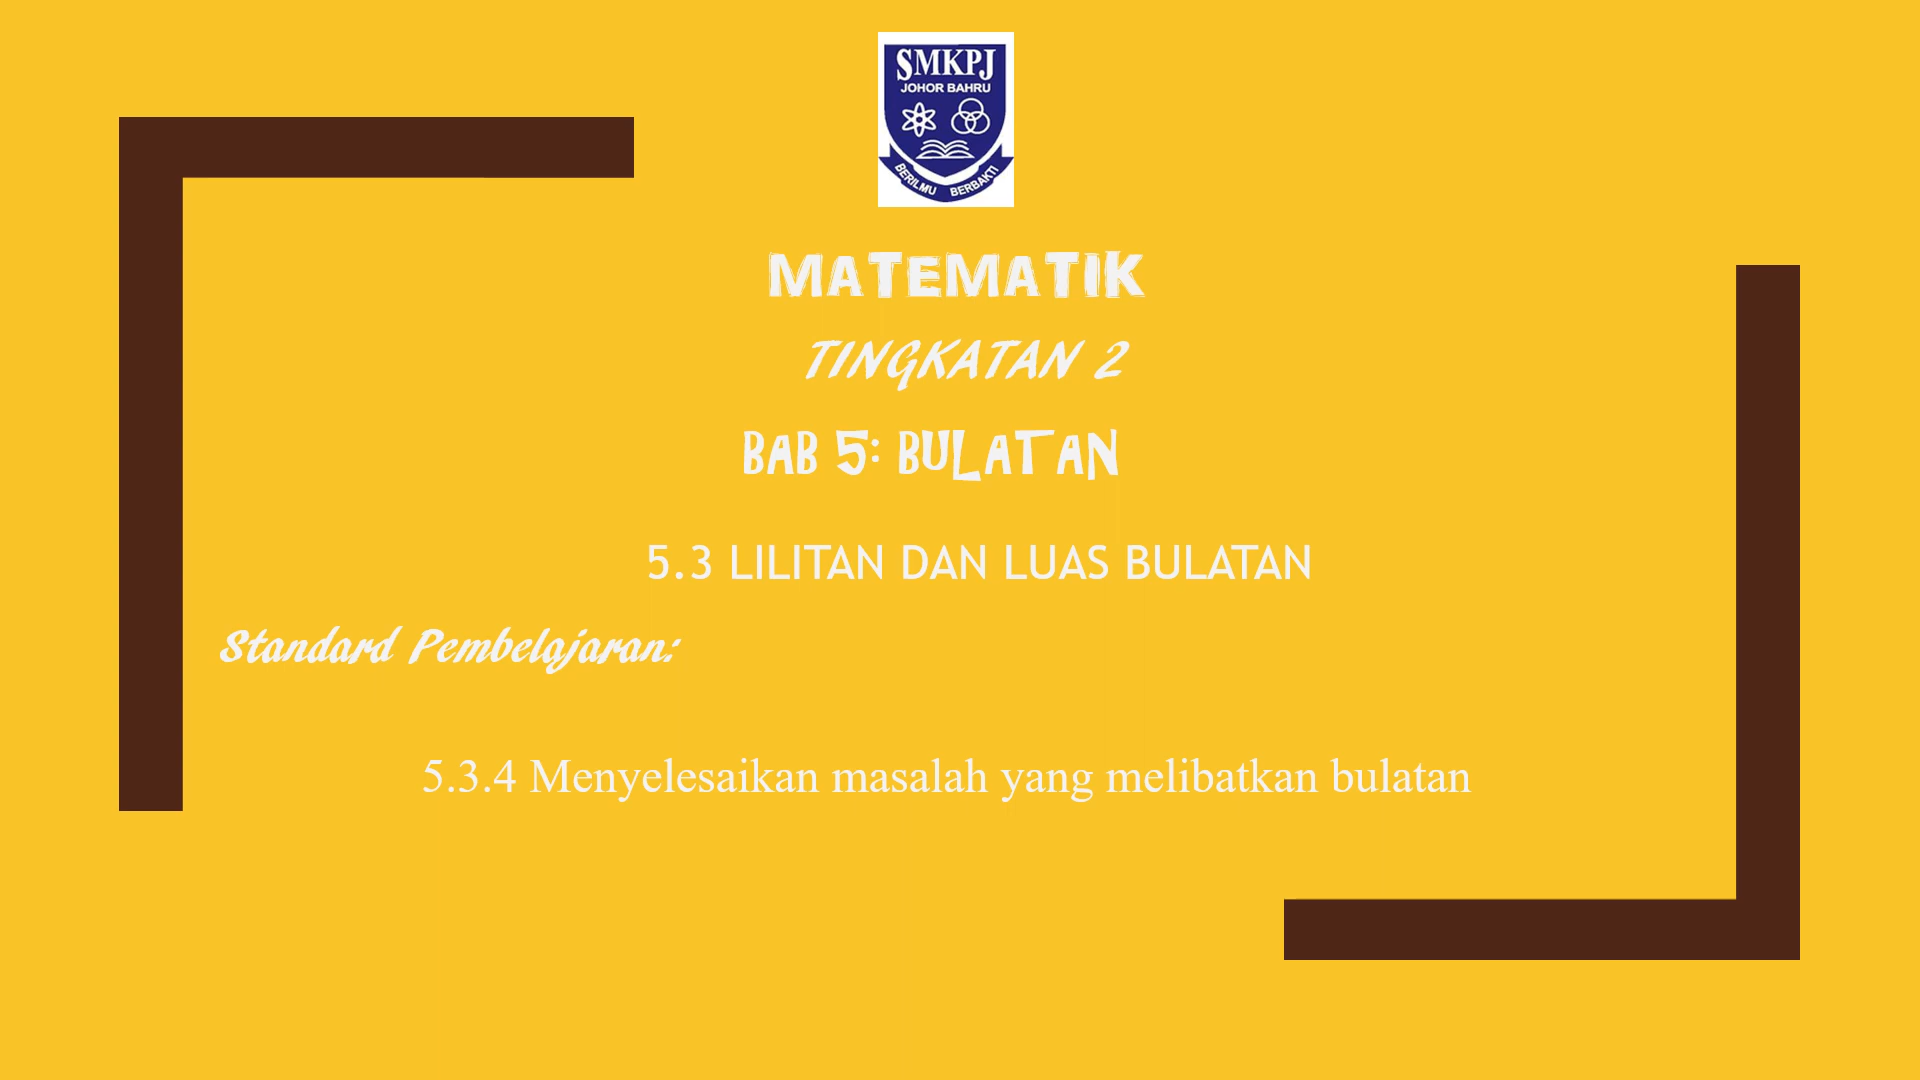 SMKPJ
JOHOR BAHRU
BERILMU BERBAKTI
MATEMATIK
TINGKATAN 2
BAB 5: BULATAN
5.3 LILITAN DAN LUAS BULATAN
Standard Pembelajaran:
5.3.4 Menyelesaikan masalah yang melibatkan bulatan